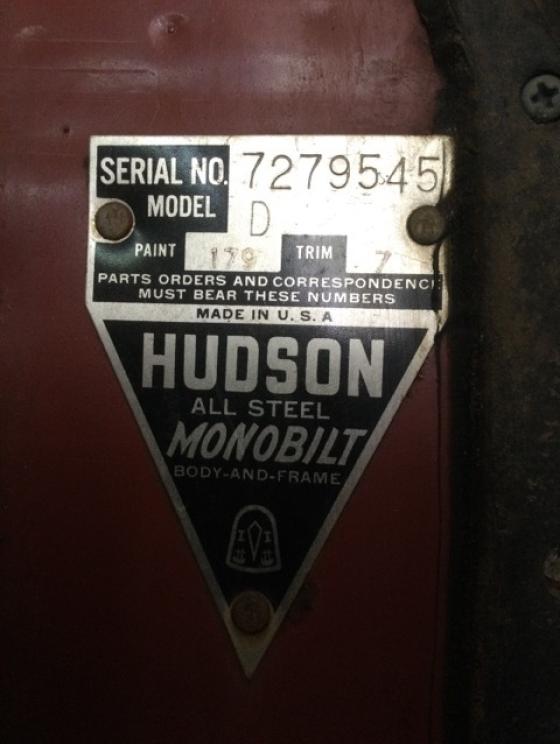 SERIAL NO. 7279545
MODEL D
PAINT 179 TRIM 7
PARTS ORDERS AND CORRESPONDENCE
MUST BEAR THESE NUMBERS
MADE IN U.S.A
HUDSON
ALL STEEL
MONOBILT
BODY-AND-FRAME